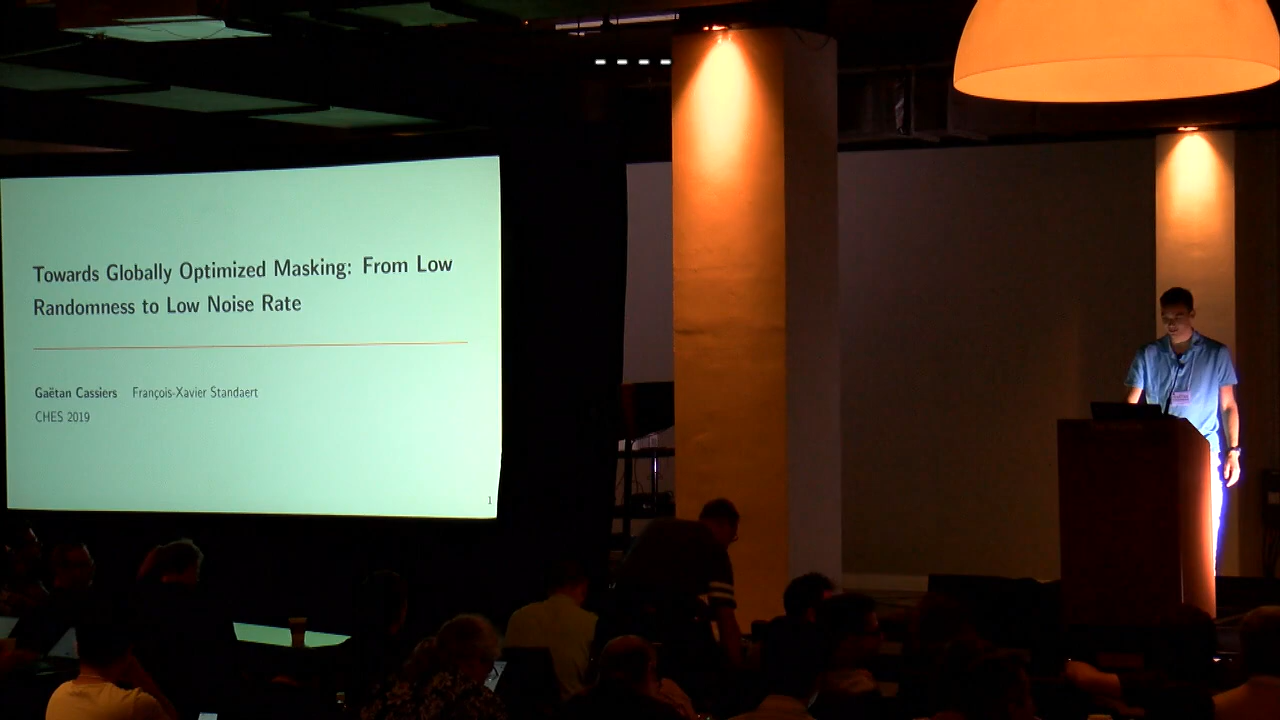 Towards Globally Optimized Masking: From Low
Randomness to Low Noise Rate
Gaëtan Cassiers François-Xavier Standaert
CHES 2019
1